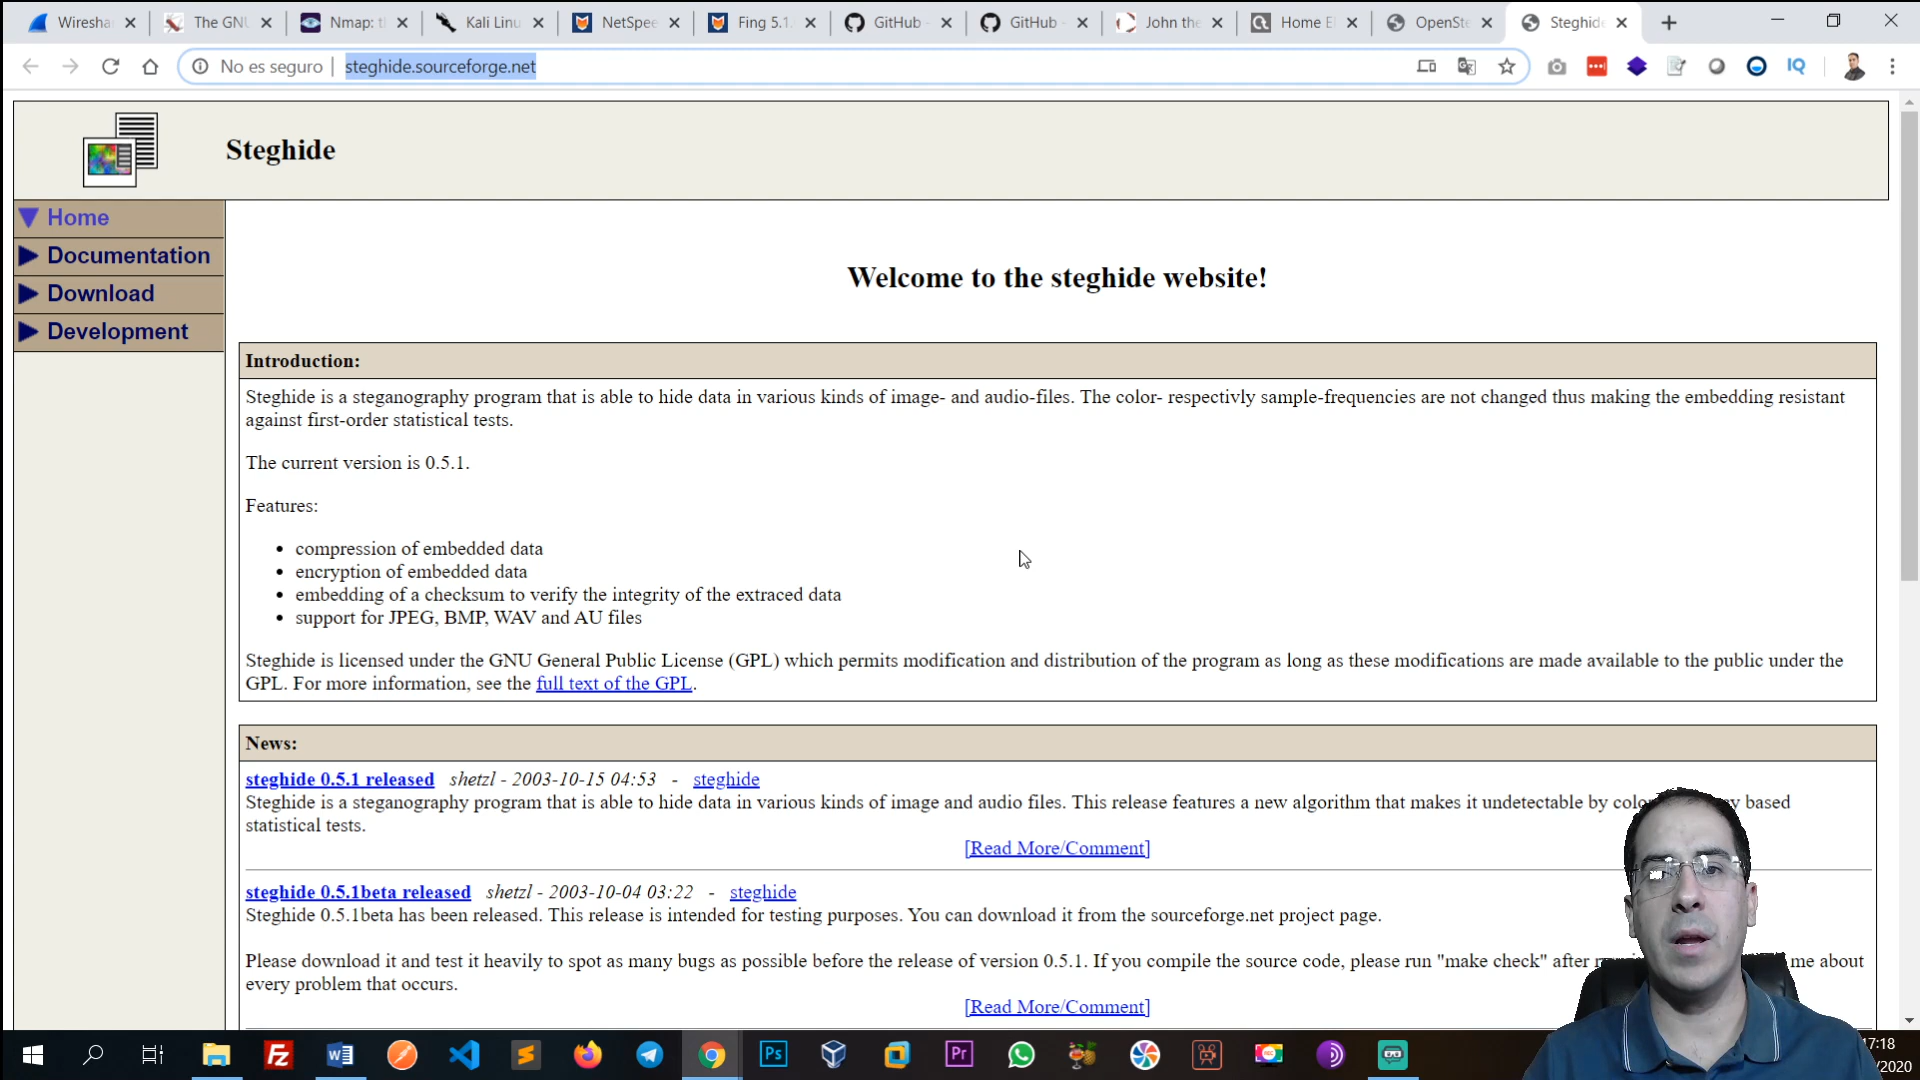 Wiresha
The GNU
Nmap: th
Kali Linu
NetSpee
Fing 5.1.
GitHub -
GitHub -
John the
Home El
OpenSte
Steghide
No es seguro | steghide.sourceforge.net
IQ
Steghide
Home
Documentation
Download
Development
Welcome to the steghide website!
Introduction:
Steghide is a steganography program that is able to hide data in various kinds of image- and audio-files. The color- respectivly sample-frequencies are not changed thus making the embedding resistant
against first-order statistical tests.
The current version is 0.5.1.
Features:
• compression of embedded data
• encryption of embedded data
• embedding of a checksum to verify the integrity of the extraced data
• support for JPEG, BMP, WAV and AU files
Steghide is licensed under the GNU General Public License (GPL) which permits modification and distribution of the program as long as these modifications are made available to the public under the
GPL. For more information, see the full text of the GPL.
News:
steghide 0.5.1 released shetzl - 2003-10-15 04:53 - steghide
Steghide is a steganography program that is able to hide data in various kinds of image and audio files. This release features a new algorithm that makes it undetectable by colo y based
statistical tests.
[Read More/Comment]
steghide 0.5.1beta released shetzl - 2003-10-04 03:22 - steghide
Steghide 0.5.1beta has been released. This release is intended for testing purposes. You can download it from the sourceforge.net project page.
Please download it and test it heavily to spot as many bugs as possible before the release of version 0.5.1. If you compile the source code, please run "make check" after me about
every problem that occurs.
[Read More/Comment]
Fz
Ps
Pr
17:18
/2020